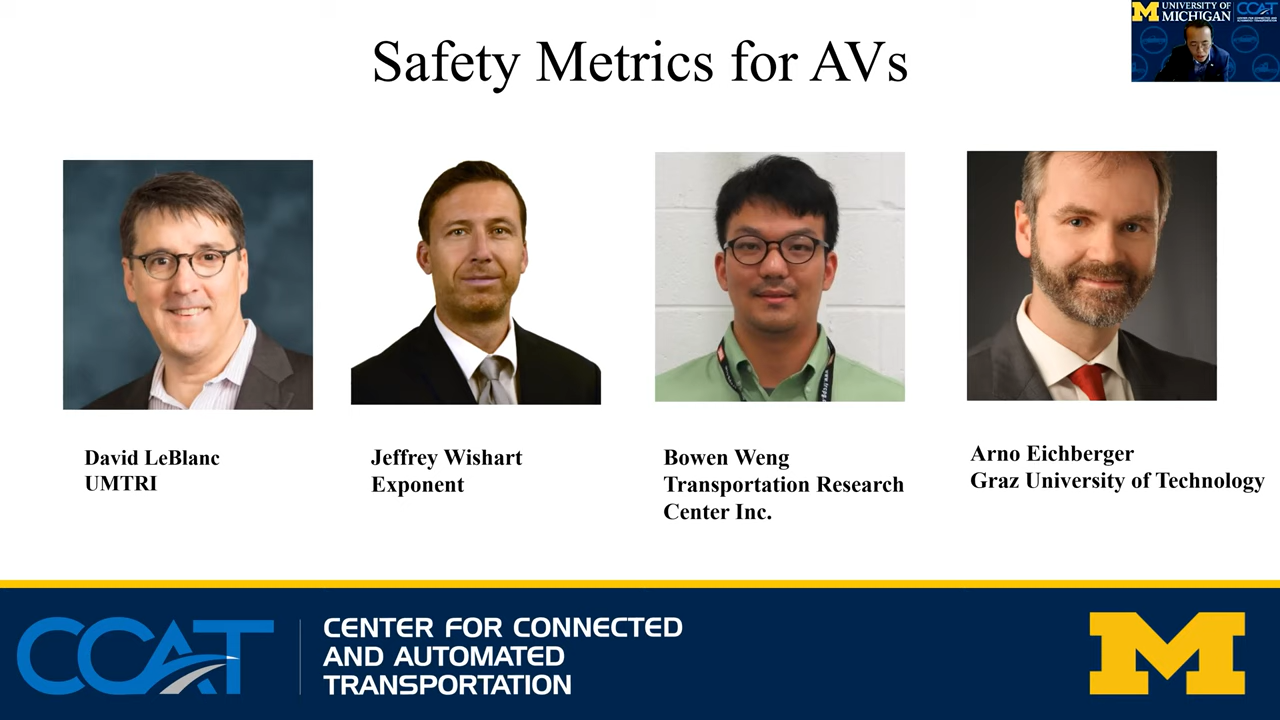 Safety Metrics for AVs
UNIVERSITY OF
MICHIGAN
CCAT
David LeBlanc
UMTRI
Jeffrey Wishart
Exponent
Bowen Weng
Transportation Research
Center Inc.
Arno Eichberger
Graz University of Technology
CCAT
CENTER FOR CONNECTED
AND AUTOMATED
TRANSPORTATION
M